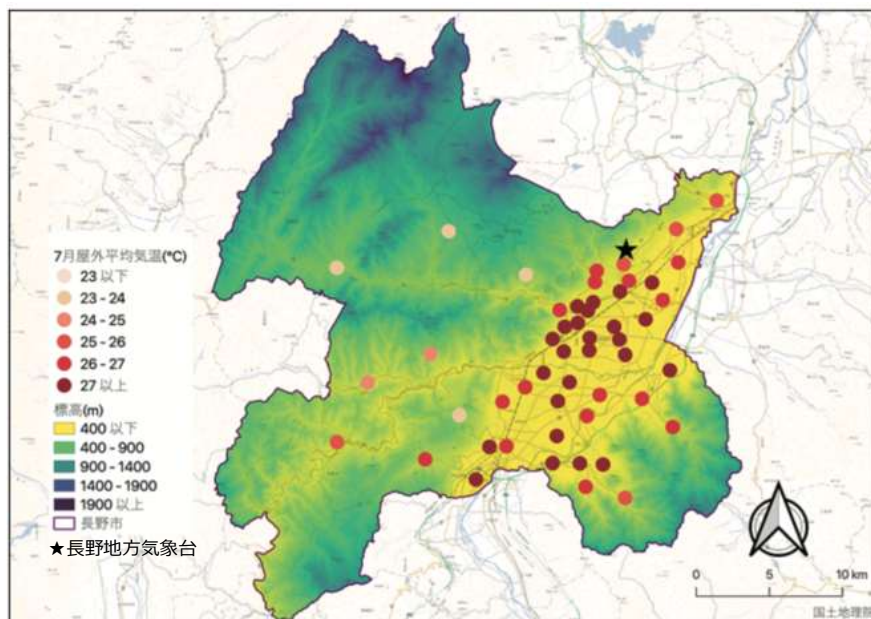 7月屋外平均気温(°C)
23 以下
23 - 24
24 - 25
25 - 26
26 - 27
27 以上
標高(m)
400 以下
400 - 900
900 - 1400
1400 - 1900
1900 以上
長野市
★長野地方気象台
0 5 10 km
国土地理院